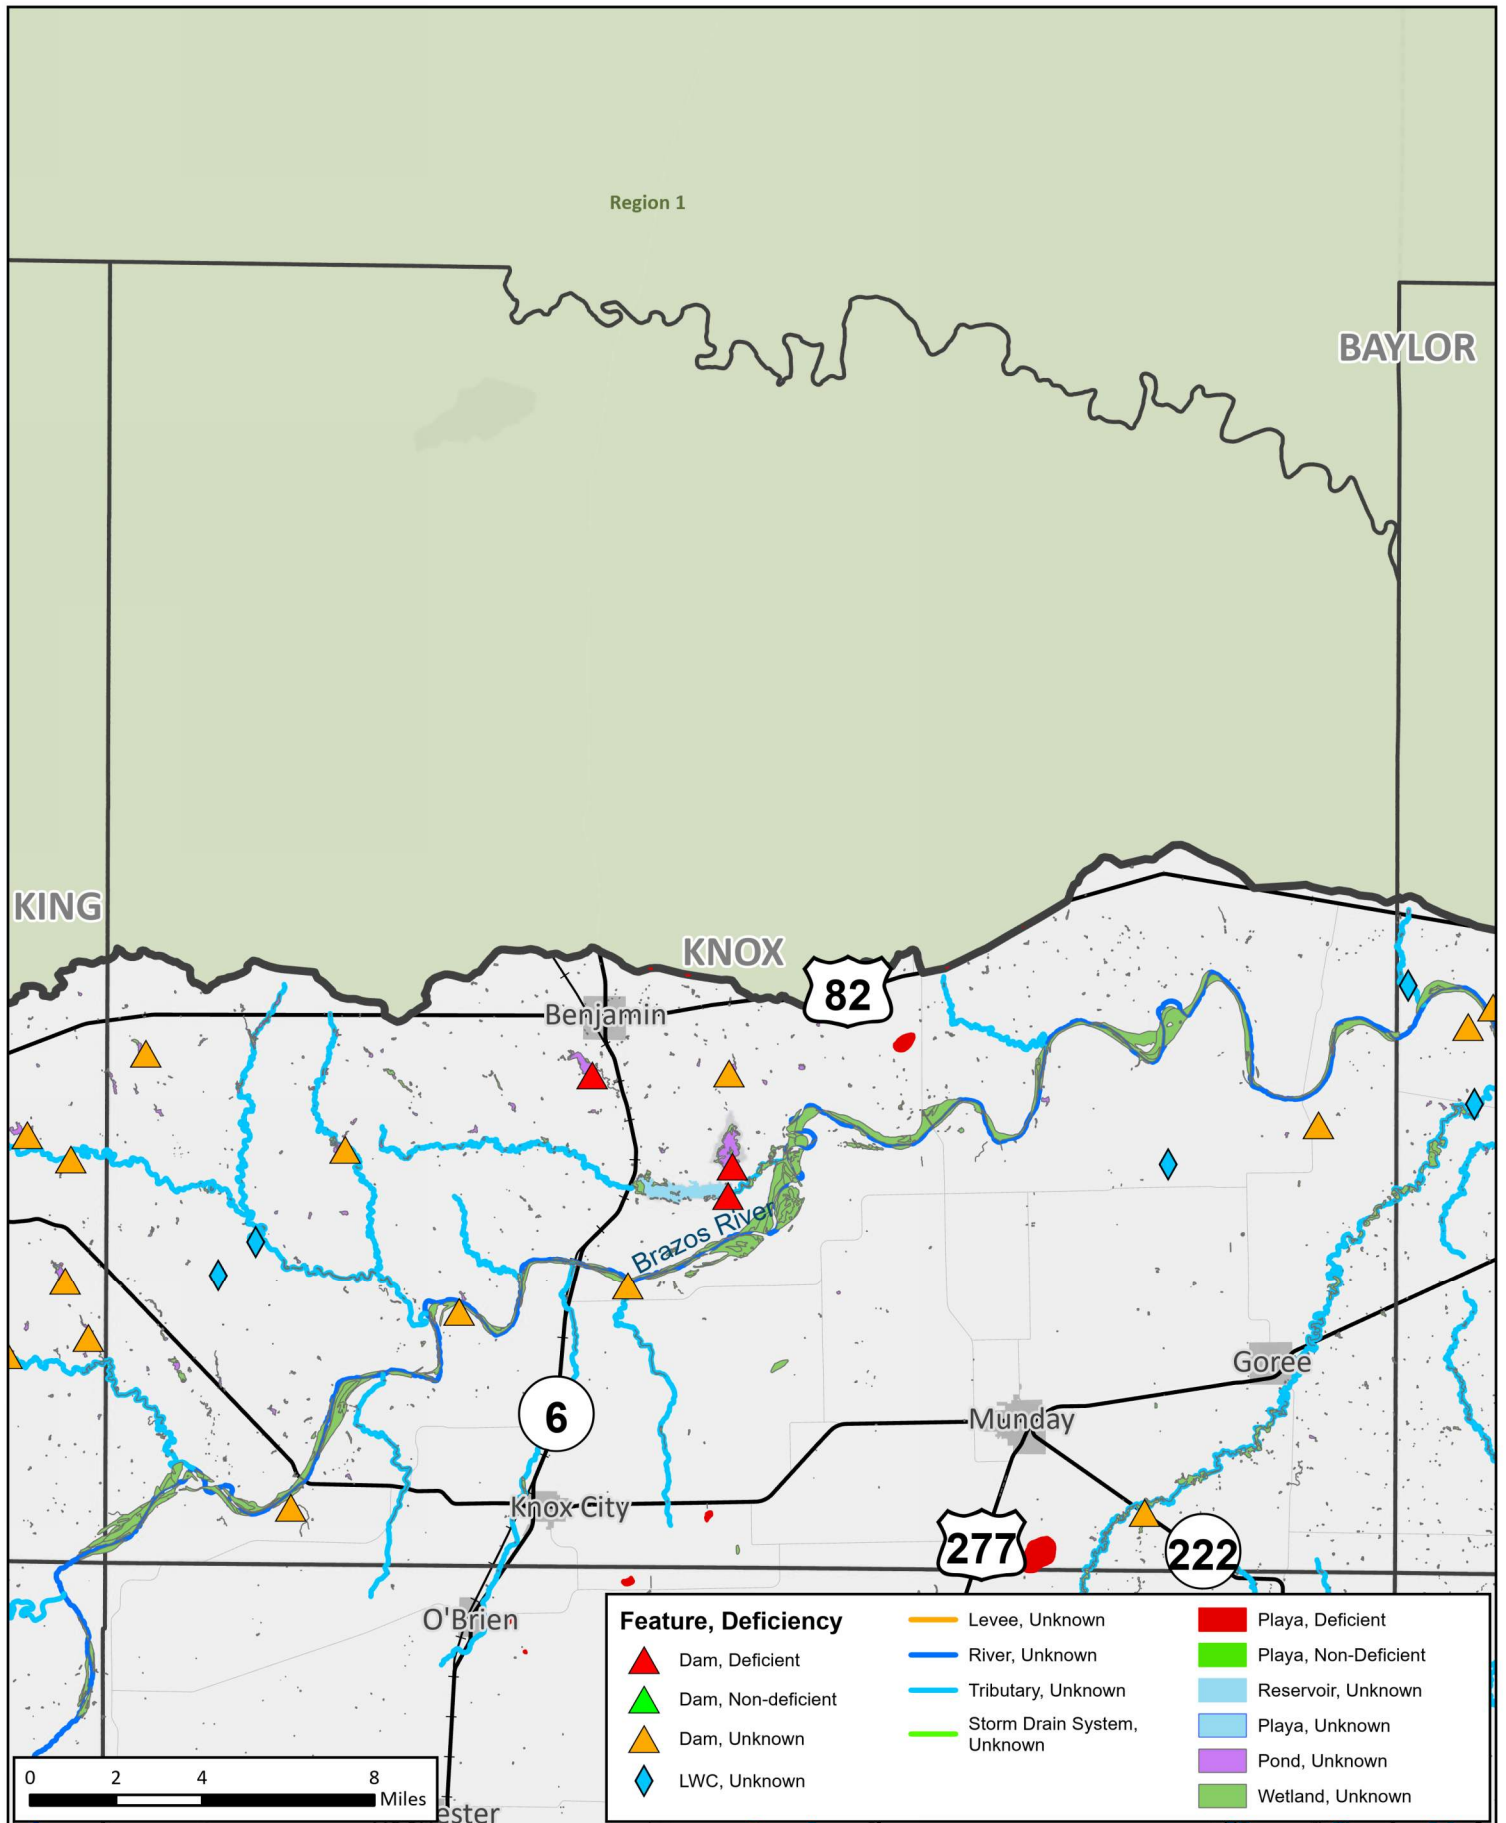 Region 1
BAYLOR
KING
KNOX
82
Benjamin
Brazos River
Goree
6
Munday
Knox City
277
222
O'Brien
ester
Feature, Deficiency
Dam, Deficient
Dam, Non-deficient
Dam, Unknown
LWC, Unknown
Levee, Unknown
River, Unknown
Tributary, Unknown
Storm Drain System,
Unknown
Playa, Deficient
Playa, Non-Deficient
Reservoir, Unknown
Playa, Unknown
Pond, Unknown
Wetland, Unknown
0 2 4 8
Miles